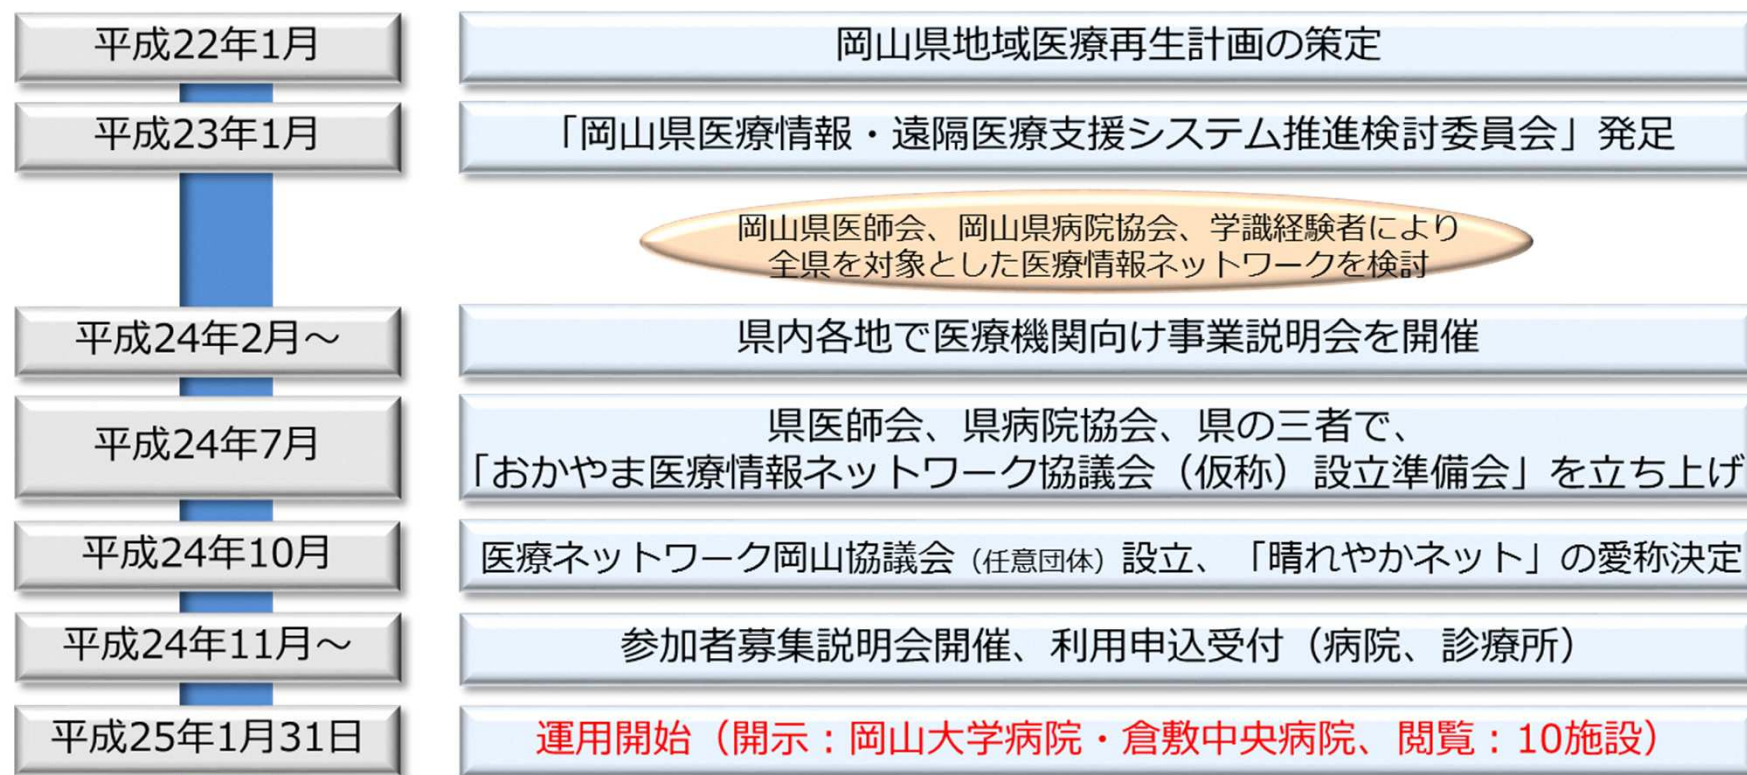 平成22年1月
岡山県地域医療再生計画の策定
平成23年1月
「岡山県医療情報・遠隔医療支援システム推進検討委員会」発足
岡山県医師会、岡山県病院協会、学識経験者により
全県を対象とした医療情報ネットワークを検討
平成24年2月～
県内各地で医療機関向け事業説明会を開催
平成24年7月
県医師会、県病院協会、県の三者で、
「おかやま医療情報ネットワーク協議会（仮称）設立準備会」を立ち上げ
平成24年10月
医療ネットワーク岡山協議会（任意団体）設立、「晴れやかネット」の愛称決定
平成24年11月～
参加者募集説明会開催、利用申込受付（病院、診療所）
平成25年1月31日
運用開始（開示：岡山大学病院・倉敷中央病院、閲覧：10施設）